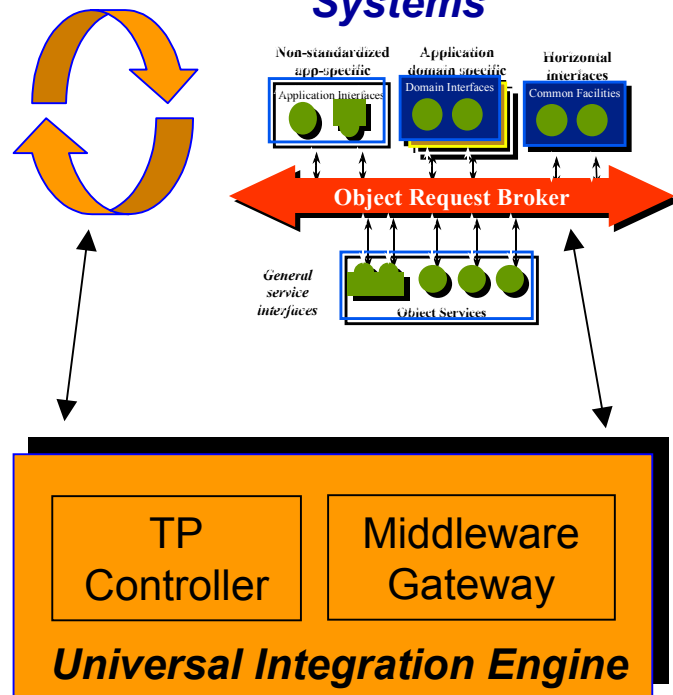 Systems
Non-standardized
app-specific
Application
domain specific
Horizontal
interfaces
Application Interfaces
Domain Interfaces
Common Facilities
Object Request Broker
General
service
interfaces
Object Services
TP
Controller
Middleware
Gateway
Universal Integration Engine